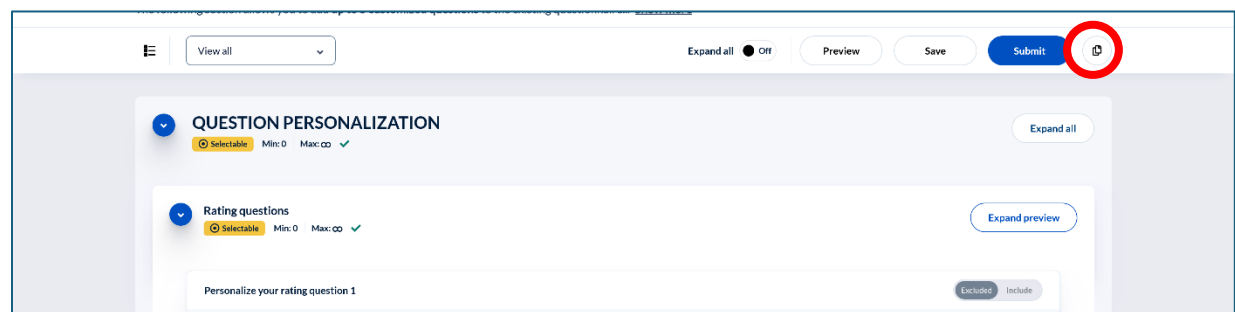 View all
Expand all Off Preview Save Submit
QUESTION PERSONALIZATION
Expand all
Selectable Min: 0 Max: ∞
Rating questions
Expand preview
Selectable Min: 0 Max: ∞
Personalize your rating question 1
Excluded Include